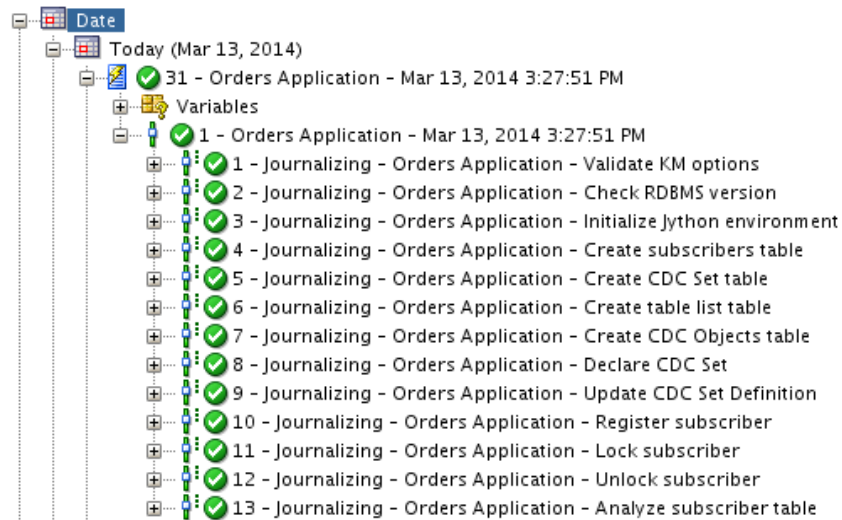 Date
Today (Mar 13, 2014)
31 - Orders Application - Mar 13, 2014 3:27:51 PM
Variables
1 - Orders Application - Mar 13, 2014 3:27:51 PM
1 - Journalizing - Orders Application - Validate KM options
2 - Journalizing - Orders Application - Check RDBMS version
3 - Journalizing - Orders Application - Initialize Jython environment
4 - Journalizing - Orders Application - Create subscribers table
5 - Journalizing - Orders Application - Create CDC Set table
6 - Journalizing - Orders Application - Create table list table
7 - Journalizing - Orders Application - Create CDC Objects table
8 - Journalizing - Orders Application - Declare CDC Set
9 - Journalizing - Orders Application - Update CDC Set Definition
10 - Journalizing - Orders Application - Register subscriber
11 - Journalizing - Orders Application - Lock subscriber
12 - Journalizing - Orders Application - Unlock subscriber
13 - Journalizing - Orders Application - Analyze subscriber table